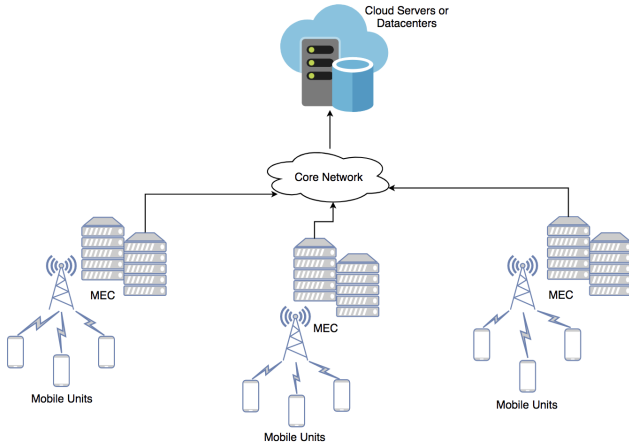 Cloud Servers or
Datacenters
Core Network
MEC
MEC
MEC
Mobile Units
Mobile Units
Mobile Units